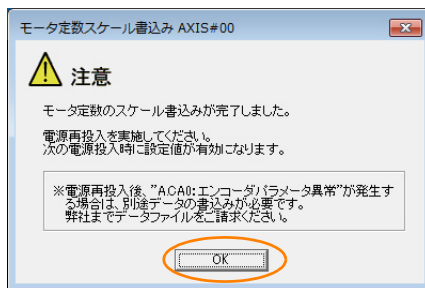 モータ定数スケール書込み AXIS#00
注意
モータ定数のスケール書込みが完了しました。
電源再投入を実施してください。
次の電源投入時に設定値が有効になります。
※電源再投入後、"A.CA0:エンコーダパラメータ異常"が発生す
る場合は、別途データの書込みが必要です。
弊社までデータファイルをご請求ください。
OK